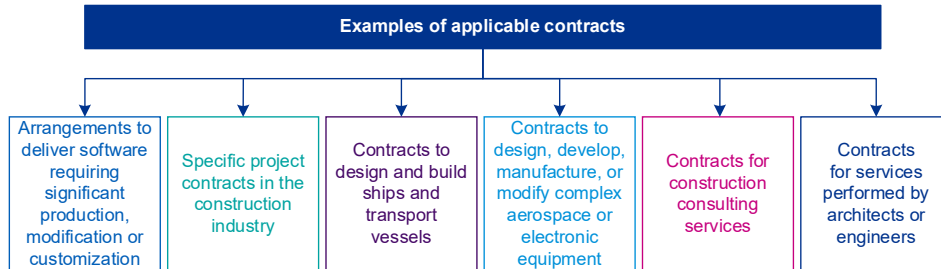 Examples of applicable contracts
Arrangements to
deliver software
requiring
significant
production,
modification or
customization
Specific project
contracts in the
construction
industry
Contracts to
design and build
ships and
transport
vessels
Contracts to
design, develop,
manufacture, or
modify complex
aerospace or
electronic
equipment
Contracts for
construction
consulting
services
Contracts
for services
performed by
architects or
engineers